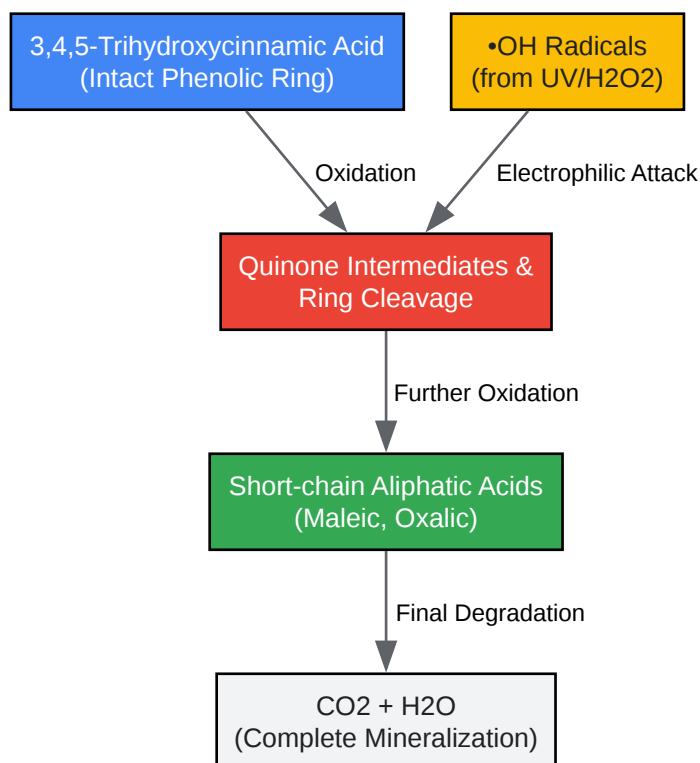 3,4,5-Trihydroxycinnamic Acid
(Intact Phenolic Ring)
•OH Radicals
(from UV/H2O2)
Oxidation
Electrophilic Attack
Quinone Intermediates &
Ring Cleavage
Further Oxidation
Short-chain Aliphatic Acids
(Maleic, Oxalic)
Final Degradation
CO2 + H2O
(Complete Mineralization)